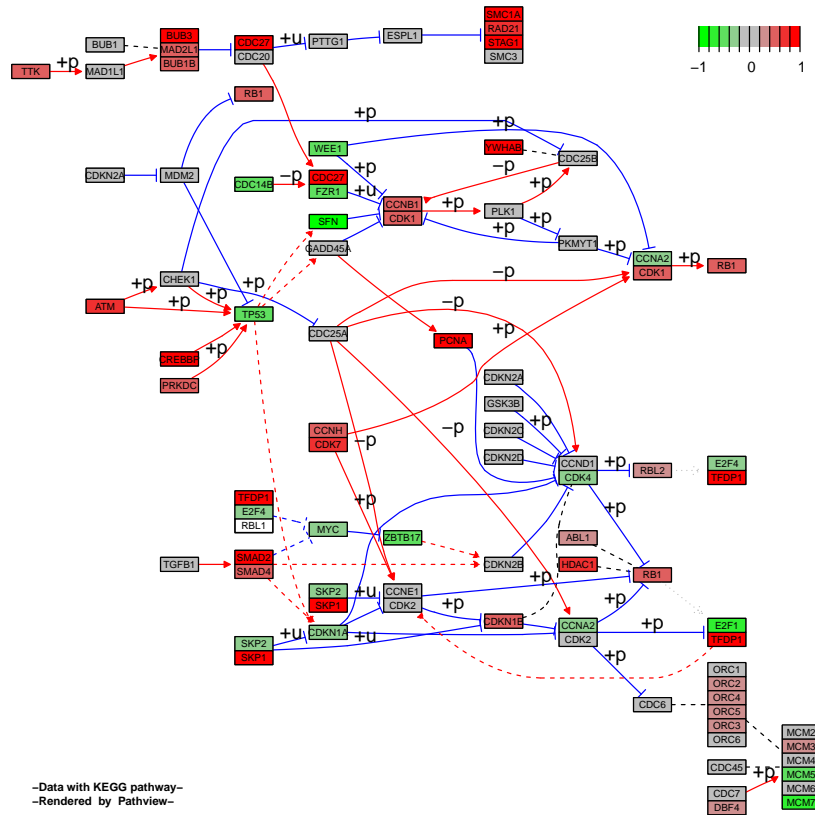 SMC1A
BUB3
RAD21
BUB1
MAD2L1
CDC27
+u
PTTG1
ESPL1
STAG1
BUB1B
CDC20
SMC3
TTK
+p
MAD1L1
−1
0
1
RB1
+p
+p
WEE1
YWHAB
CDC25B
+p
−p
CDKN2A
MDM2
CDC14B
−p
CDC27
FZR1
+u
+p
CCNB1
CDK1
+p
PLK1
+p
SFN
+p
GADD45A
PKMYT1
+p
CCNA2
CDK1
+p
RB1
CHEK1
+p
+p
−p
ATM
+p
+p
TP53
−p
CDC25A
+p
PCNA
CREBBP
+p
PRKDC
CDKN2A
GSK3B
+p
CCNH
CDK7
−p
−p
CDKN2C
CDKN2D
CCND1
CDK4
+p
RBL2
E2F4
TFDP1
TFDP1
E2F4
RBL1
+p
+p
MYC
ZBTB17
ABL1
TGFB1
SMAD2
SMAD4
CDKN2B
HDAC1
RB1
+p
SKP2
SKP1
+u
CCNE1
CDK2
+p
+p
CDKN1B
CCNA2
CDK2
+p
E2F1
TFDP1
SKP2
SKP1
+u
CDKN1A
+u
+p
ORC1
ORC2
ORC4
ORC5
ORC3
ORC6
CDC6
MCM2
MCM3
MCM4
MCM5
MCM6
MCM7
CDC45
+p
CDC7
DBF4
−Data with KEGG pathway−
−Rendered by Pathview−